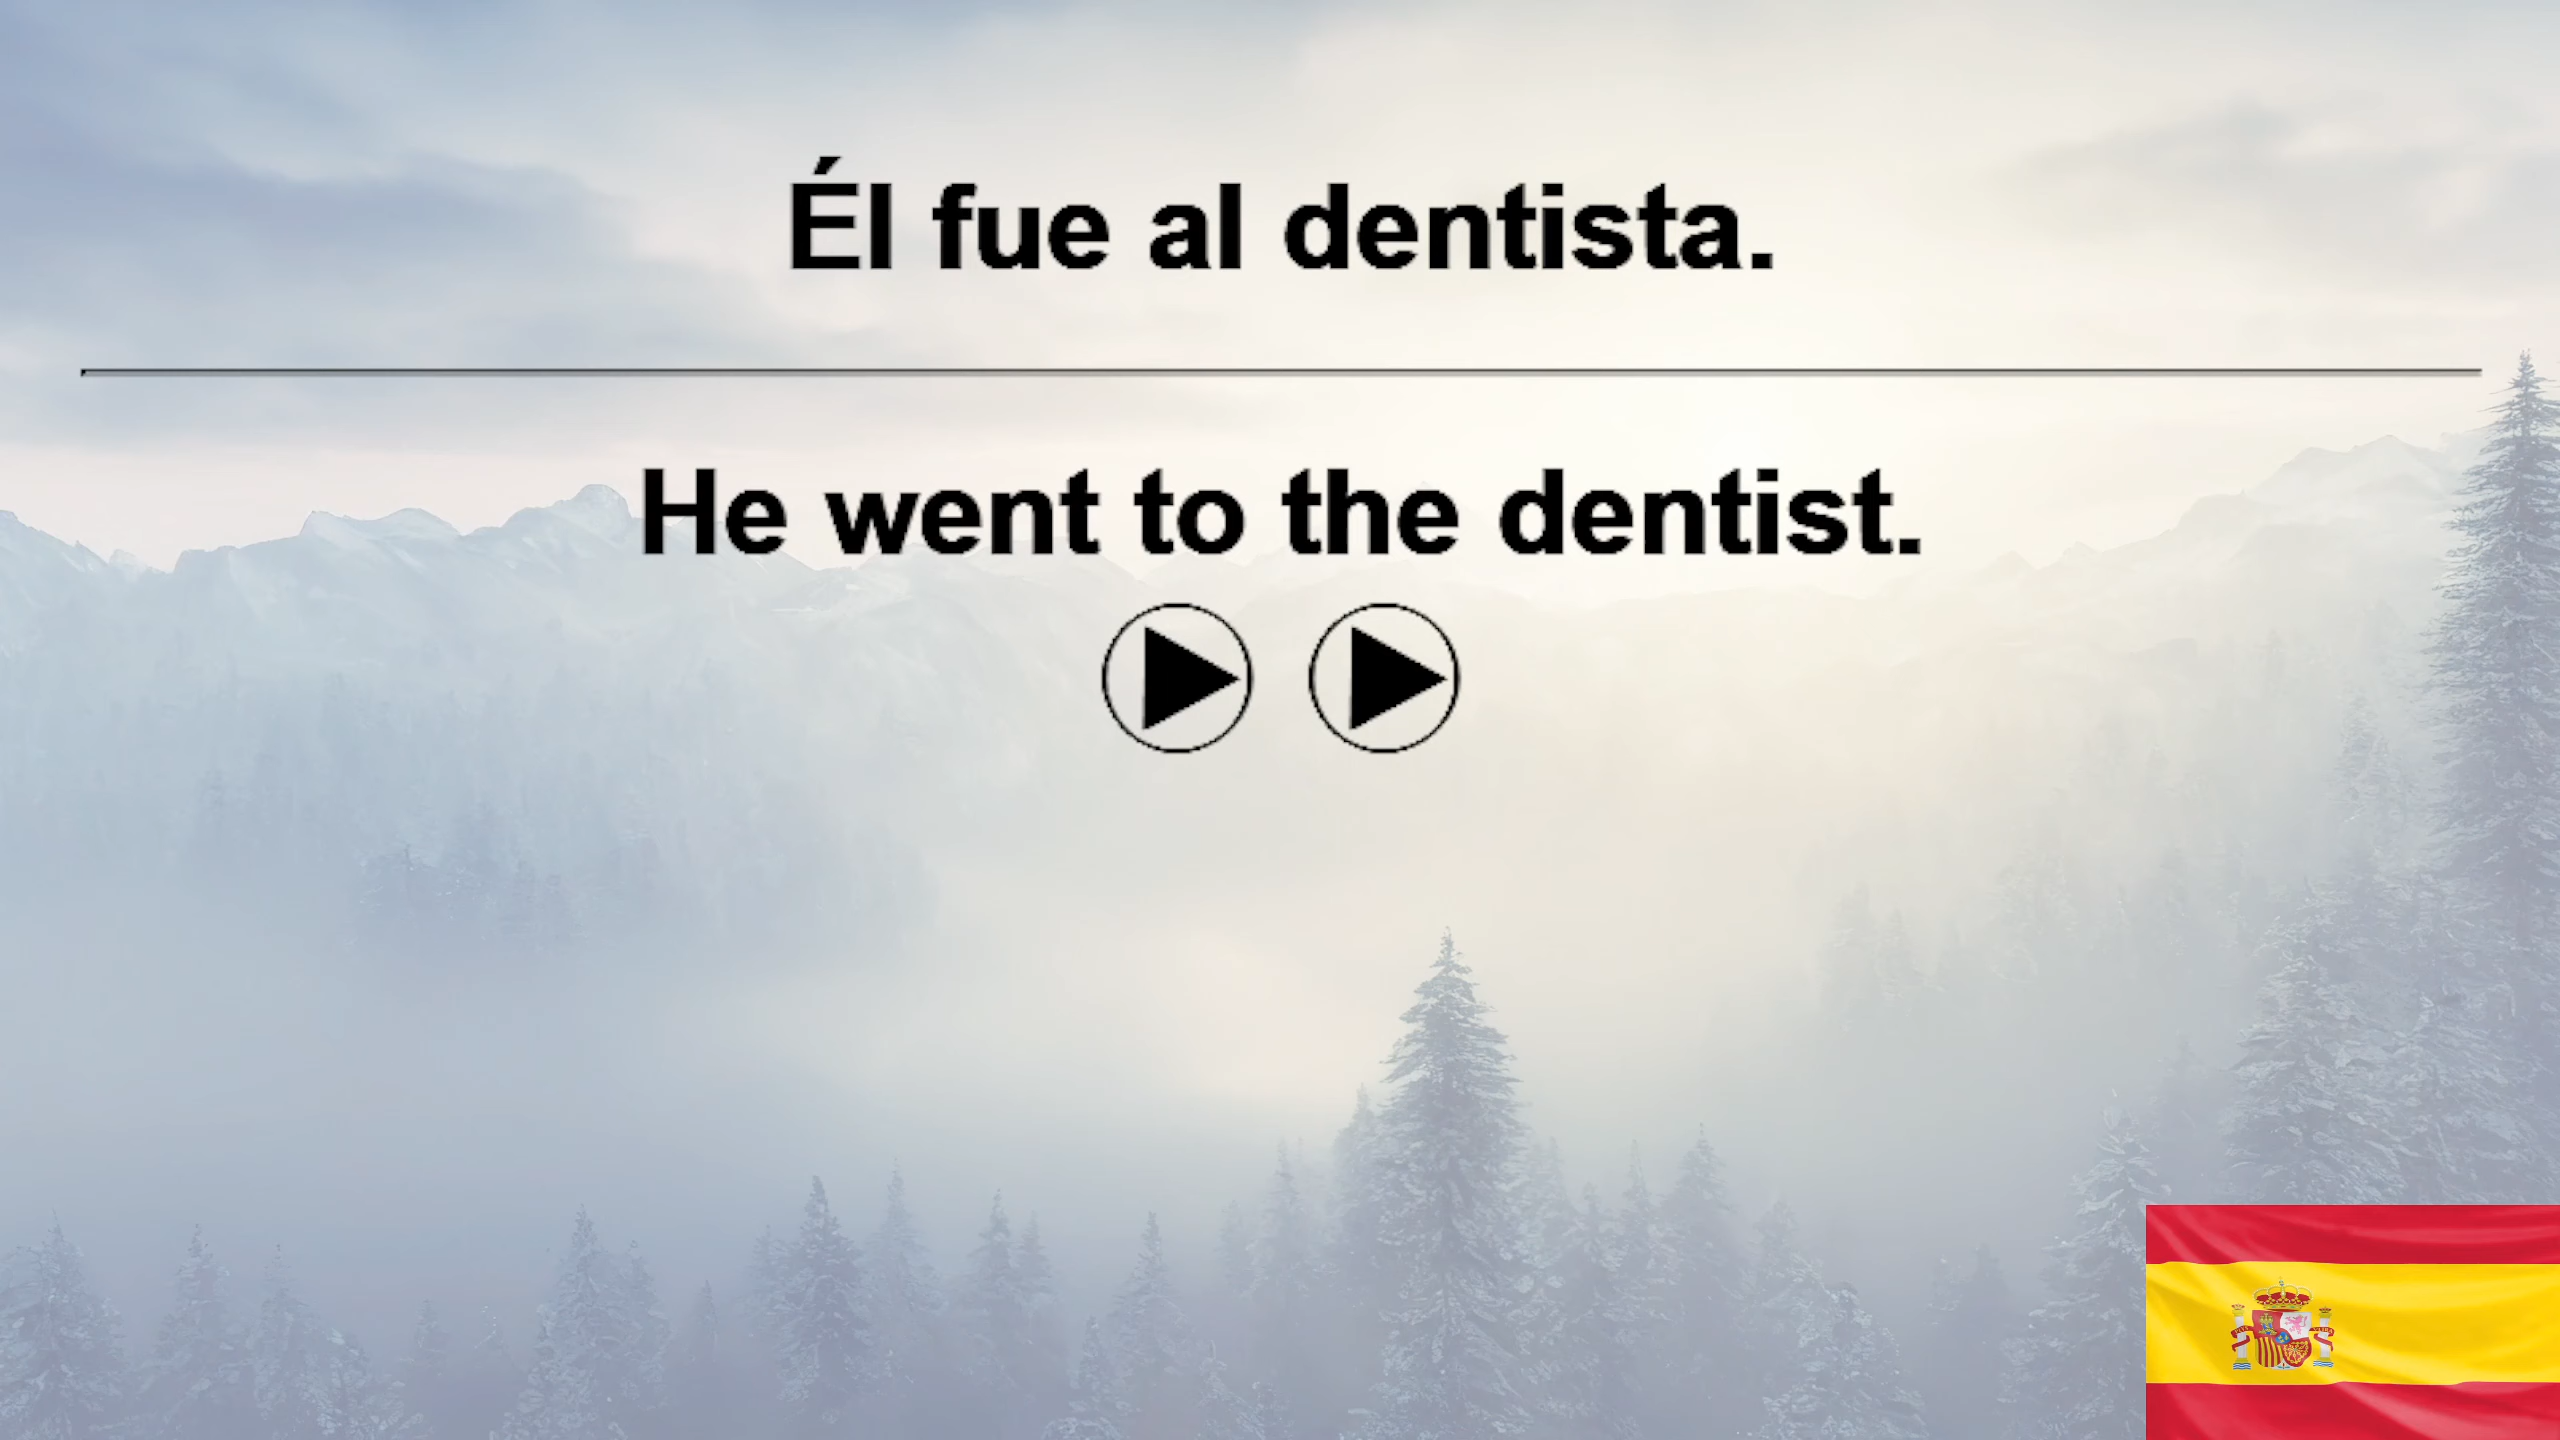 Él fue al dentista.
He went to the dentist.